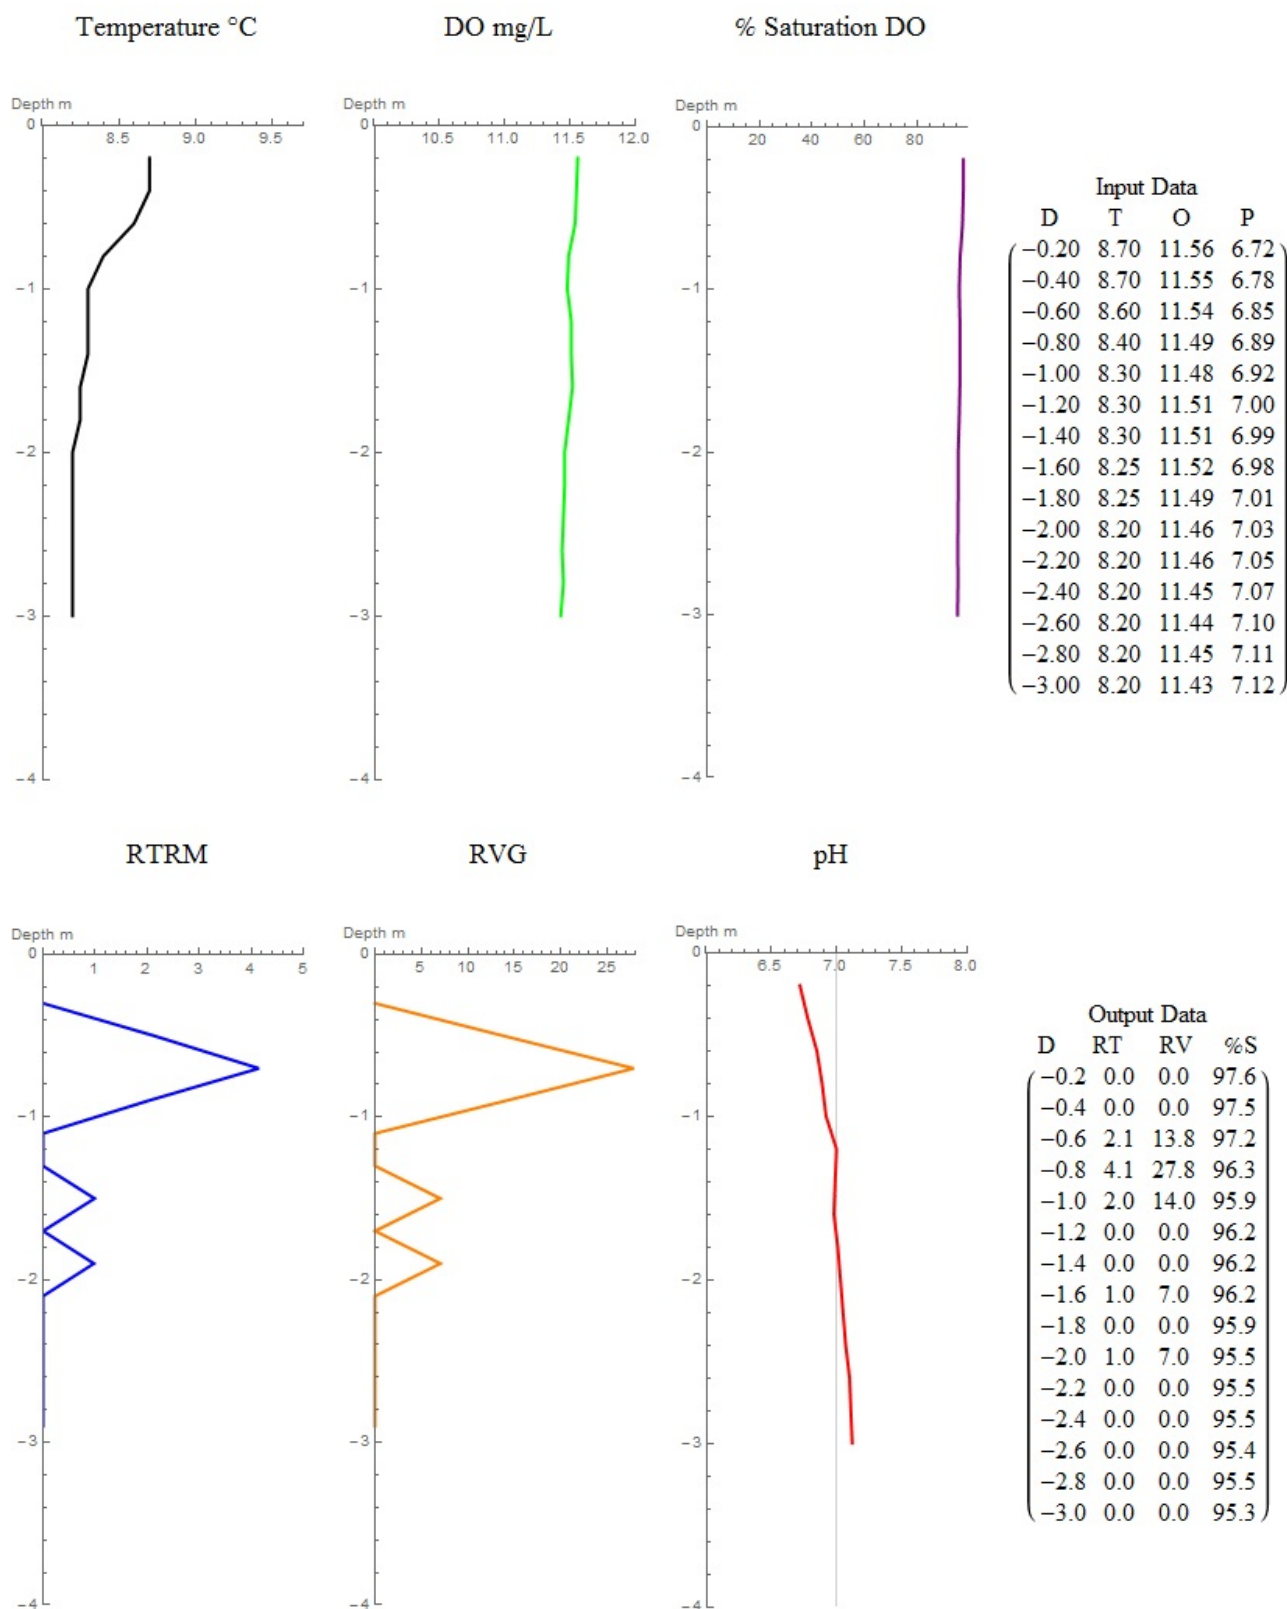 Temperature °C
DO mg/L
% Saturation DO
Depth m
0
8.5 9.0 9.5
-1
-2
-3
-4
Depth m
0
10.5 11.0 11.5 12.0
-1
-2
-3
-4
Depth m
0
20 40 60 80
-1
-2
-3
-4
Input Data
D T O P
-0.20 8.70 11.56 6.72
-0.40 8.70 11.55 6.78
-0.60 8.60 11.54 6.85
-0.80 8.40 11.49 6.89
-1.00 8.30 11.48 6.92
-1.20 8.30 11.51 7.00
-1.40 8.30 11.51 6.99
-1.60 8.25 11.52 6.98
-1.80 8.25 11.49 7.01
-2.00 8.20 11.46 7.03
-2.20 8.20 11.46 7.05
-2.40 8.20 11.45 7.07
-2.60 8.20 11.44 7.10
-2.80 8.20 11.45 7.11
-3.00 8.20 11.43 7.12
RTRM
RVG
pH
Depth m
0
1 2 3 4 5
-1
-2
-3
-4
Depth m
0
5 10 15 20 25
-1
-2
-3
-4
Depth m
0
6.5 7.0 7.5 8.0
-1
-2
-3
-4
Output Data
D RT RV %S
-0.2 0.0 0.0 97.6
-0.4 0.0 0.0 97.5
-0.6 2.1 13.8 97.2
-0.8 4.1 27.8 96.3
-1.0 2.0 14.0 95.9
-1.2 0.0 0.0 96.2
-1.4 0.0 0.0 96.2
-1.6 1.0 7.0 96.2
-1.8 0.0 0.0 95.9
-2.0 1.0 7.0 95.5
-2.2 0.0 0.0 95.5
-2.4 0.0 0.0 95.5
-2.6 0.0 0.0 95.4
-2.8 0.0 0.0 95.5
-3.0 0.0 0.0 95.3